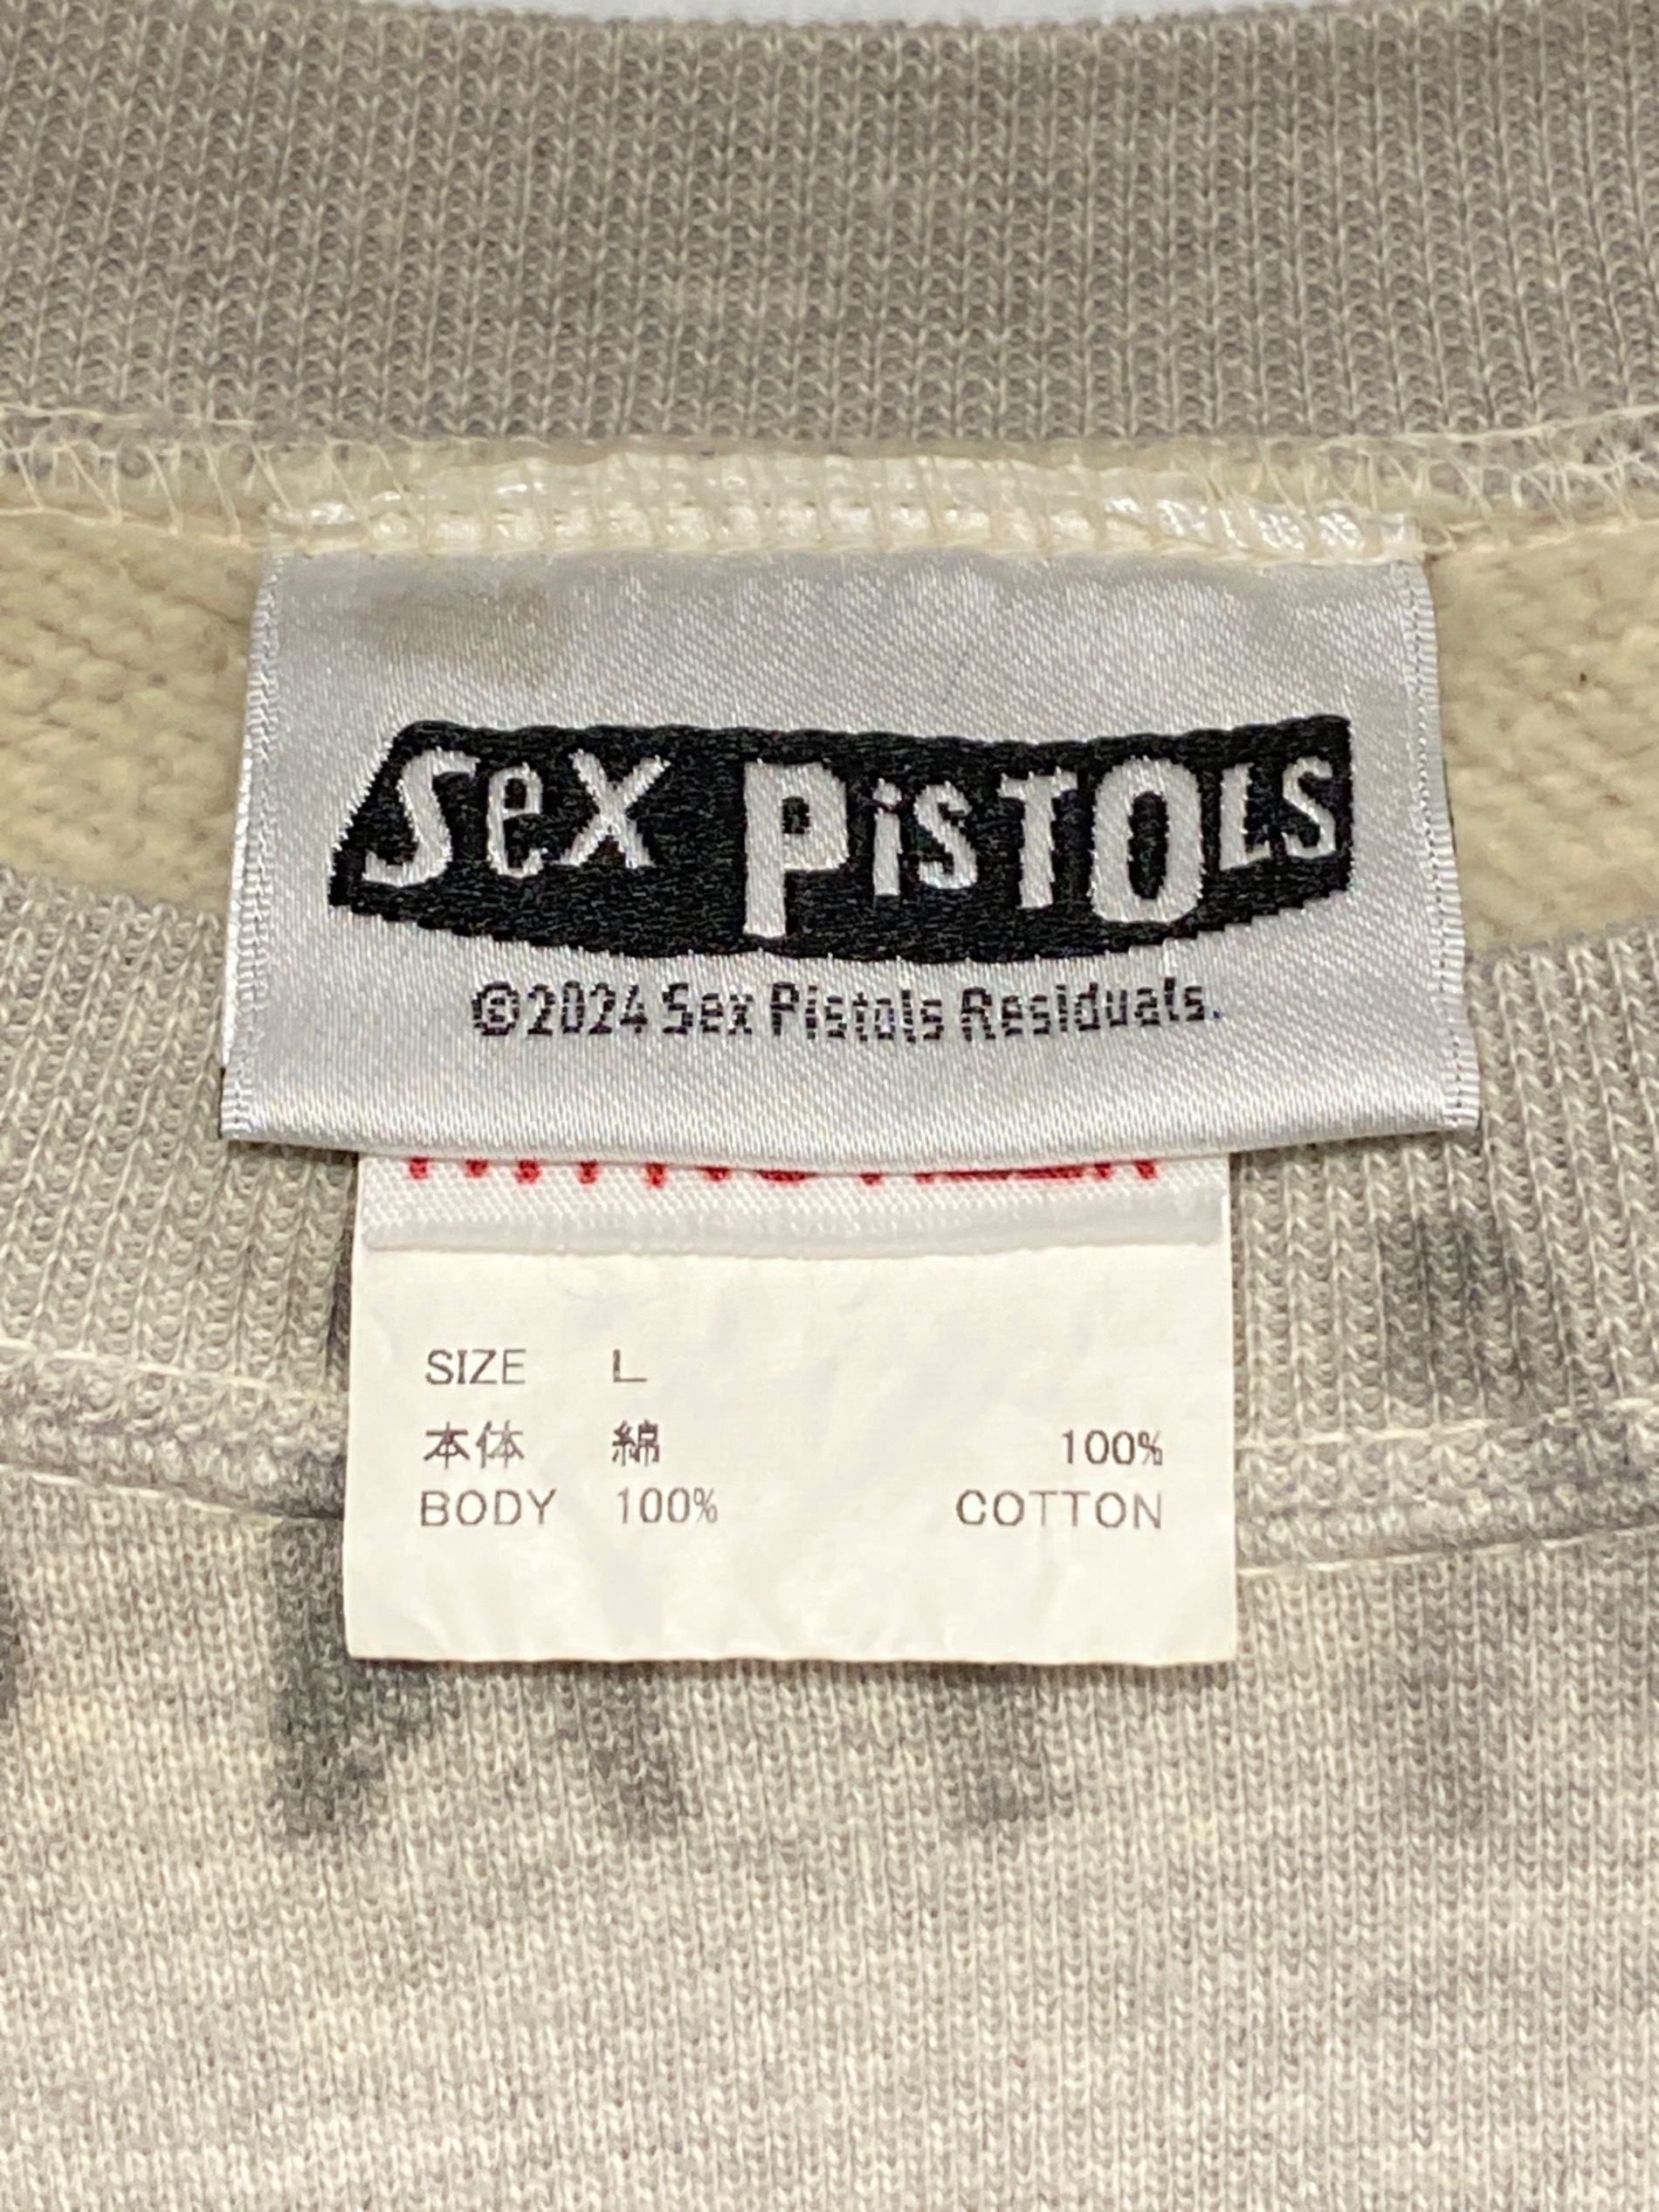 Sex PisTOLS
©2024 Sex Pistols Residuals.
SIZE L
本体 綿 100%
BODY 100% COTTON